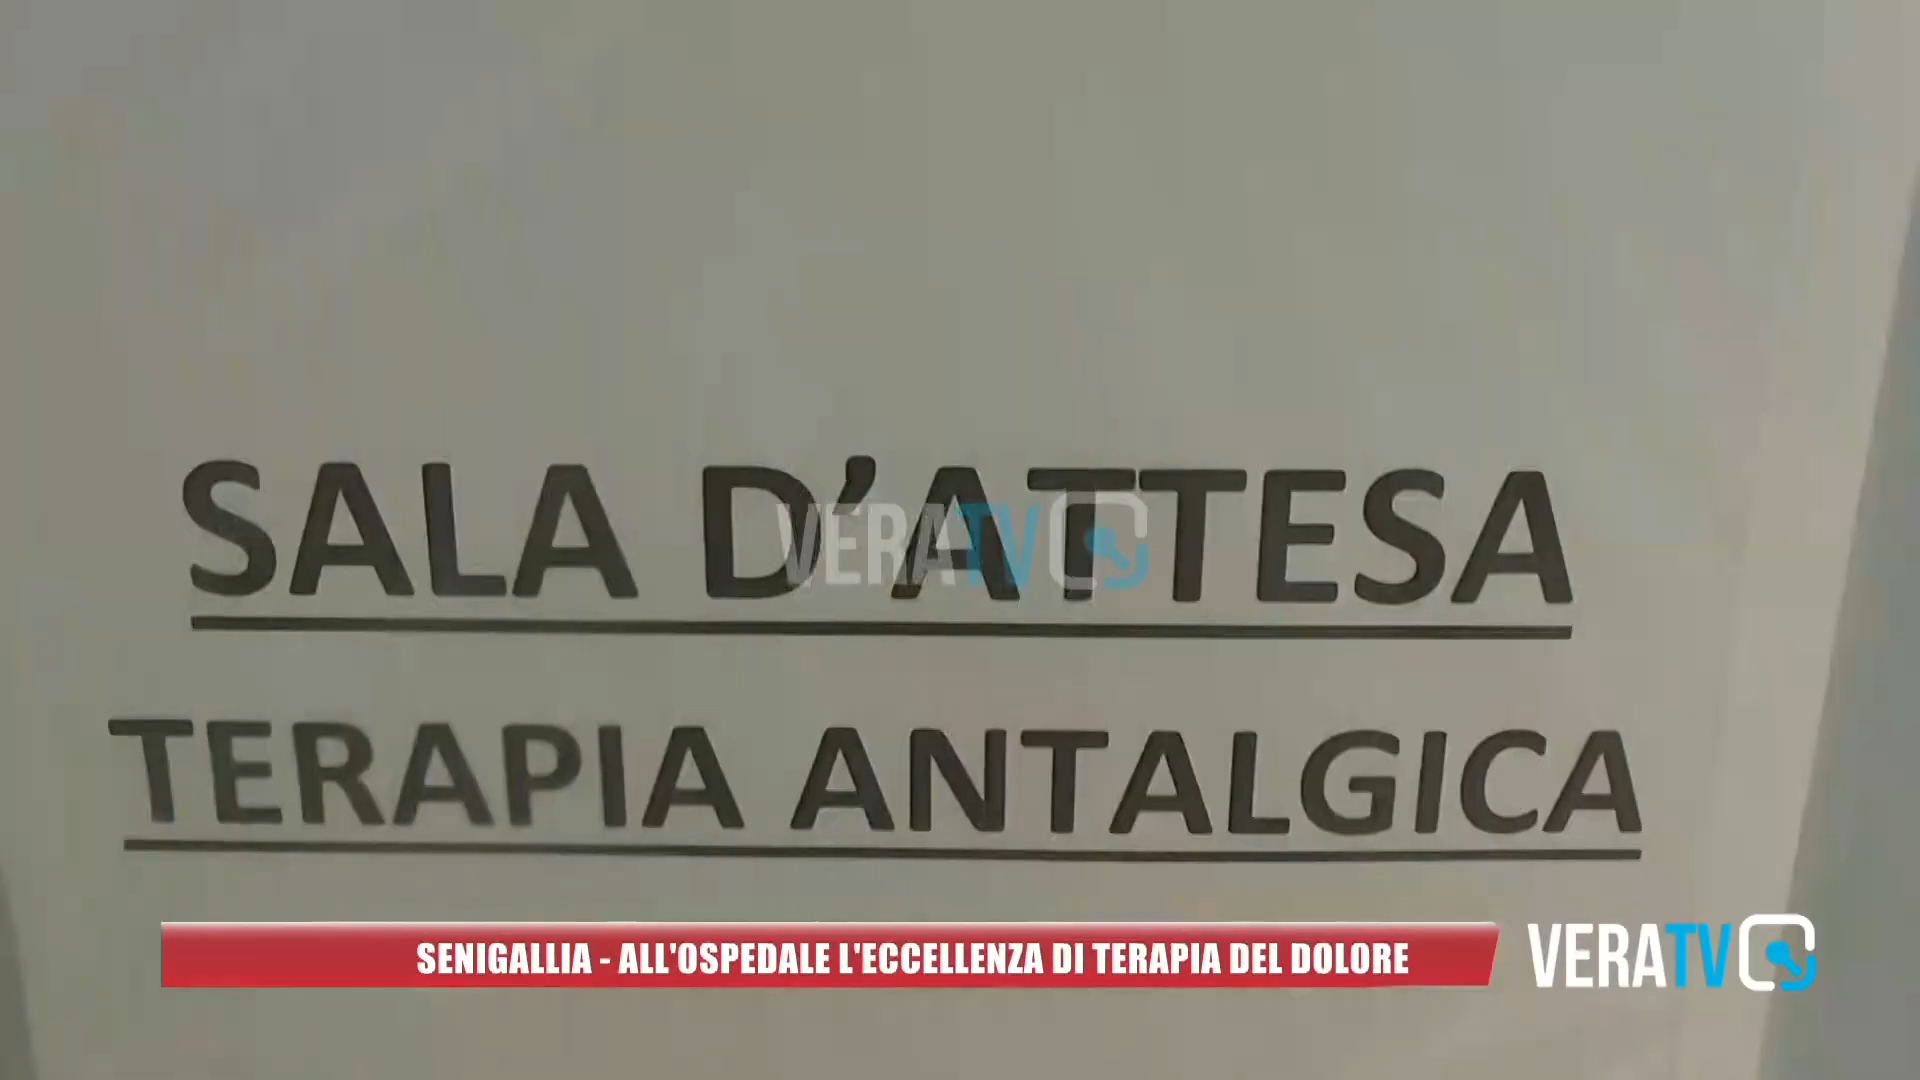 SALA D’ATTESA
VERATV
TERAPIA ANTALGICA
SENIGALLIA - ALL'OSPEDALE L'ECCELLENZA DI TERAPIA DEL DOLORE
VERATV